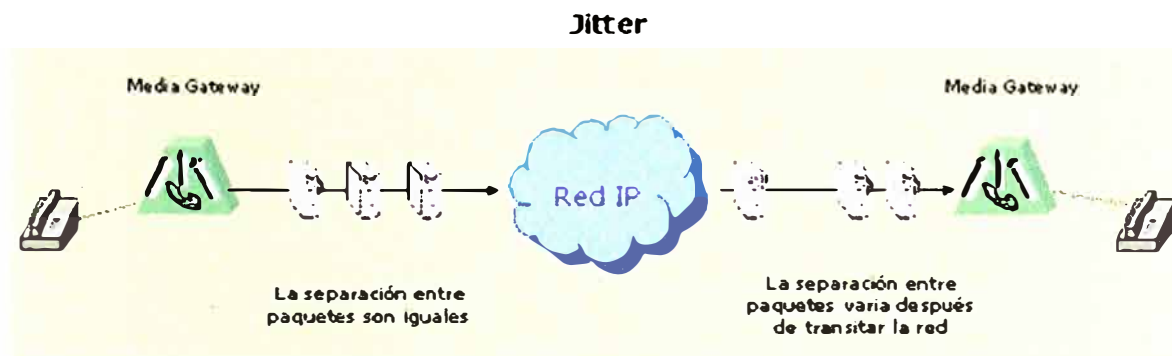 Jitter
Media Gateway
Media Gateway
Red IP
La separación entre
paquetes son iguales
La separación entre
paquetes varia después
de transitar la red